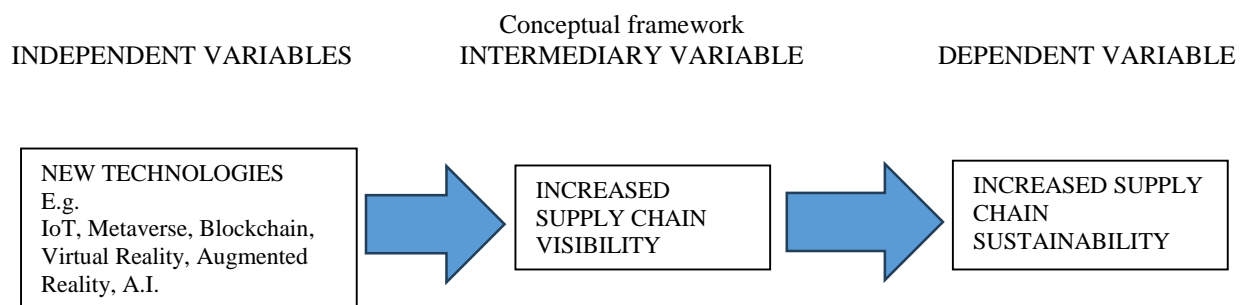 Conceptual framework
INDEPENDENT VARIABLES
INTERMEDIARY VARIABLE
DEPENDENT VARIABLE
NEW TECHNOLOGIES
E.g.
IoT, Metaverse, Blockchain,
Virtual Reality, Augmented
Reality, A.I.
INCREASED
SUPPLY CHAIN
VISIBILITY
INCREASED SUPPLY
CHAIN
SUSTAINABILITY